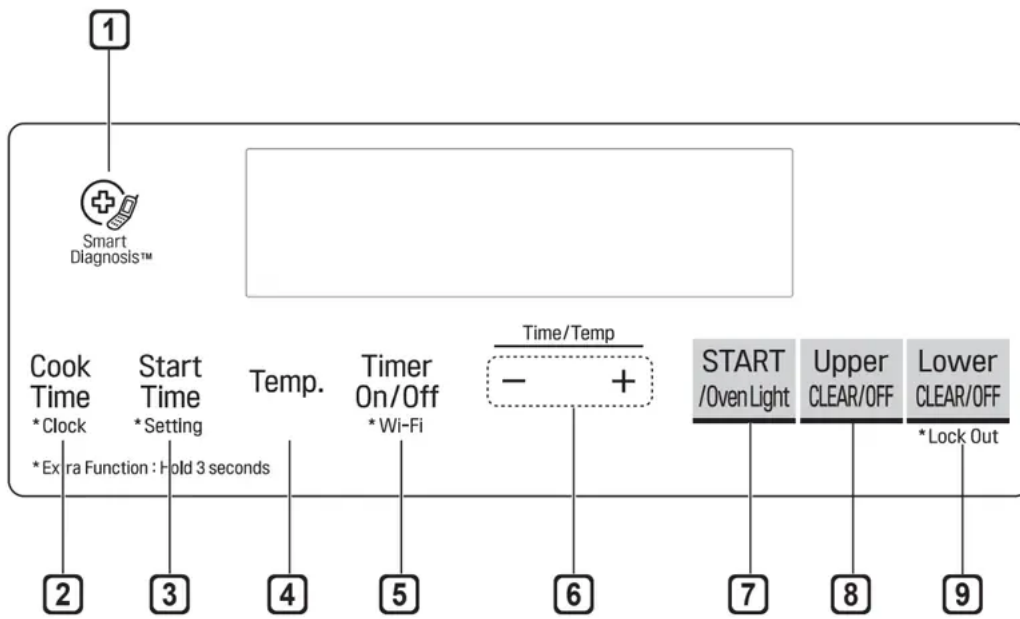 1
Smart
Diagnosis™
Time/Temp
− +
Cook
Time
*Clock
Start
Time
*Setting
Temp.
Timer
On/Off
*Wi-Fi
START
/Oven Light
Upper
CLEAR/OFF
Lower
CLEAR/OFF
*Lock Out
*Extra Function : Hold 3 seconds
2 3 4 5 6 7 8 9